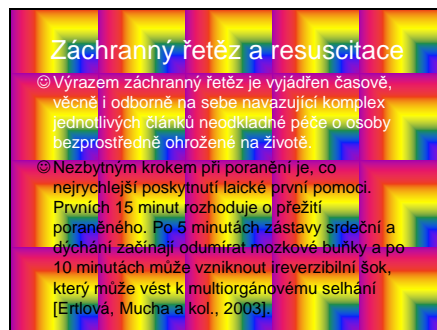 Záchranný řetěz a resuscitace
☺Výrazem záchranný řetěz je vyjádřen časově,
věcně i odborně na sebe navazující komplex
jednotlivých článků neodkladné péče o osoby
bezprostředně ohrožené na životě.
☺Nezbytným krokem při poranění je, co
nejrychlejší poskytnutí laické první pomoci.
Prvních 15 minut rozhoduje o přežití
poraněného. Po 5 minutách zástavy srdeční a
dýchání začínají odumírat mozkové buňky a po
10 minutách může vzniknout ireverzibilní šok,
který může vést k multiorgánovému selhání
[Ertlová, Mucha a kol., 2003].